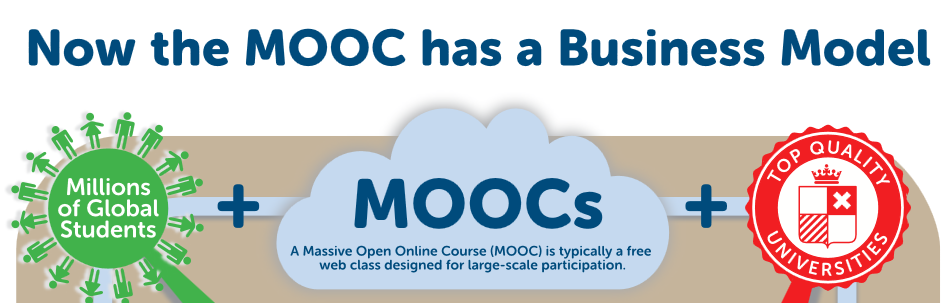 Now the MOOC has a Business Model
Millions
of Global
Students
+
MOOCs
A Massive Open Online Course (MOOC) is typically a free
web class designed for large-scale participation.
+
TOP QUALITY
UNIVERSITIES